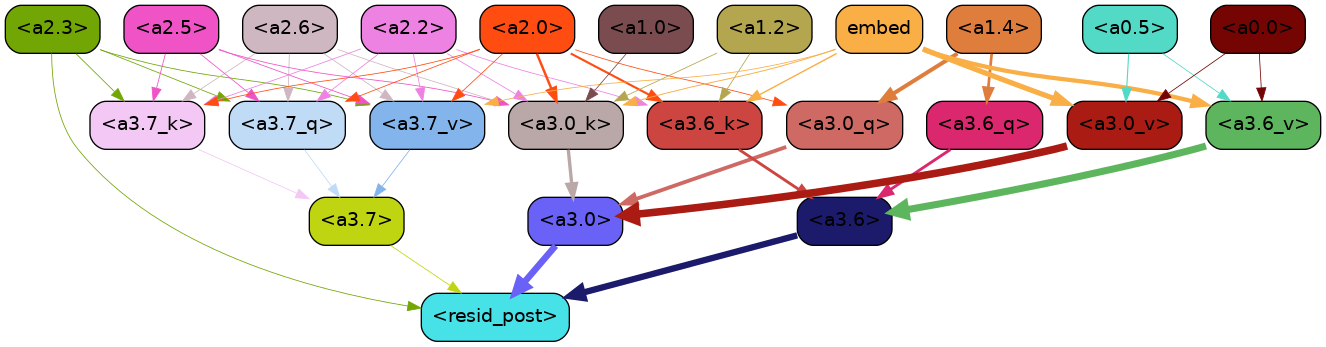 <a2.3> <a2.5> <a2.6> <a2.2> <a2.0> <a1.0> <a1.2> embed <a1.4> <a0.5> <a0.0>
<a3.7_k> <a3.7_q> <a3.7_v> <a3.0_k> <a3.6_k> <a3.0_q> <a3.6_q> <a3.0_v> <a3.6_v>
<a3.7> <a3.0> <a3.6>
<resid_post>